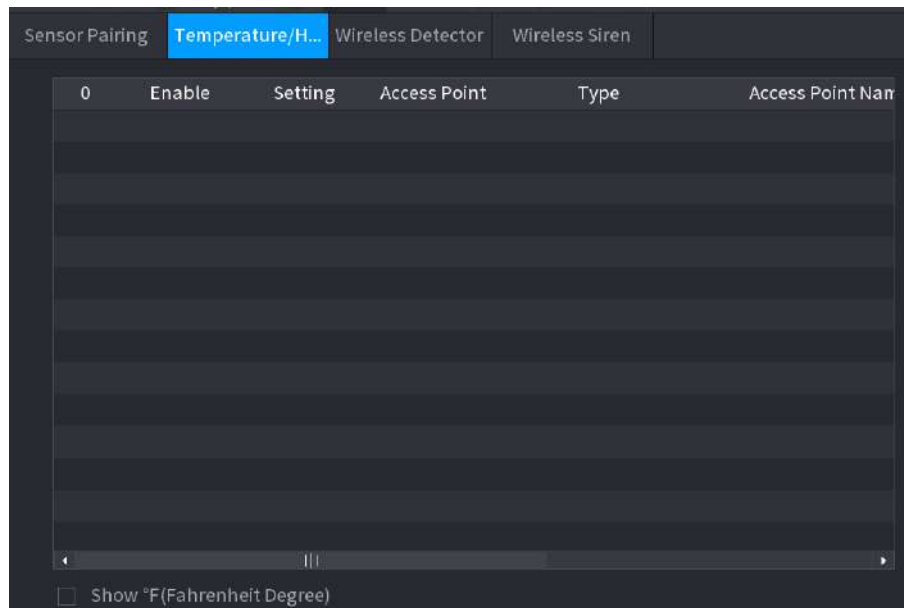 Sensor Pairing Temperature/H... Wireless Detector Wireless Siren
0 Enable Setting Access Point Type Access Point Nam
Show °F(Fahrenheit Degree)